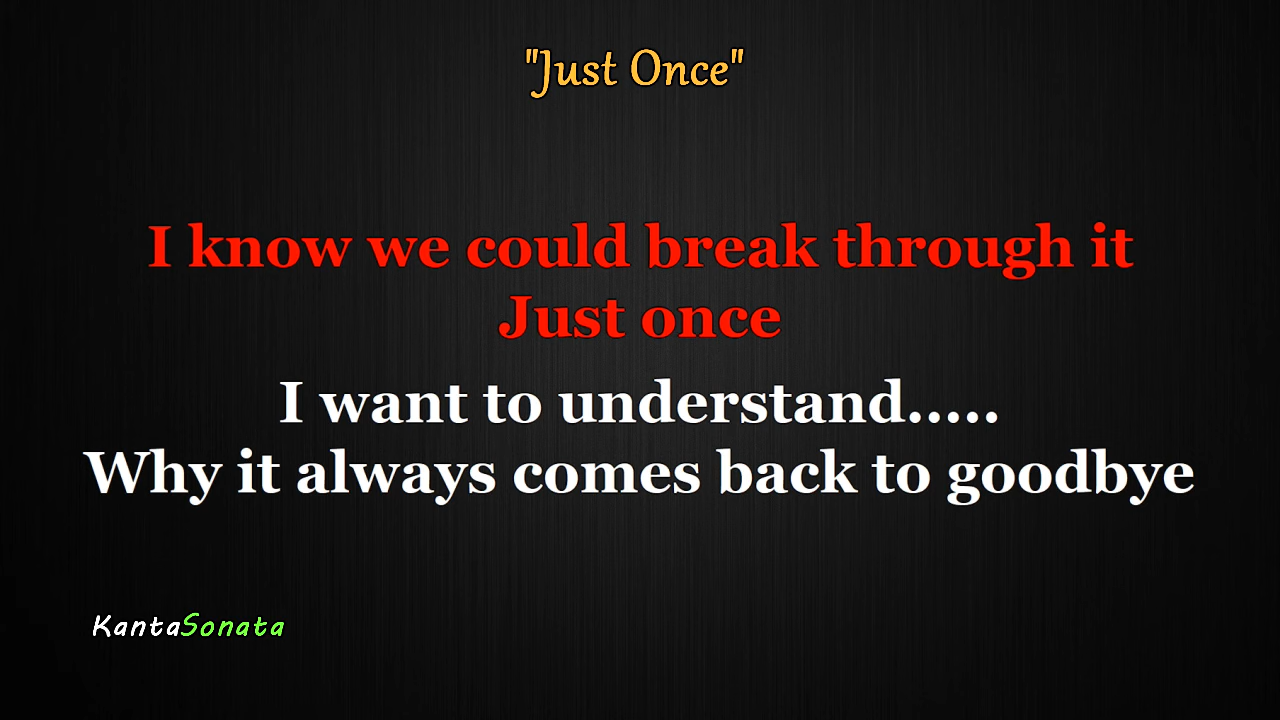 "Just Once"
I know we could break through it
Just once
I want to understand.....
Why it always comes back to goodbye
KantaSonata